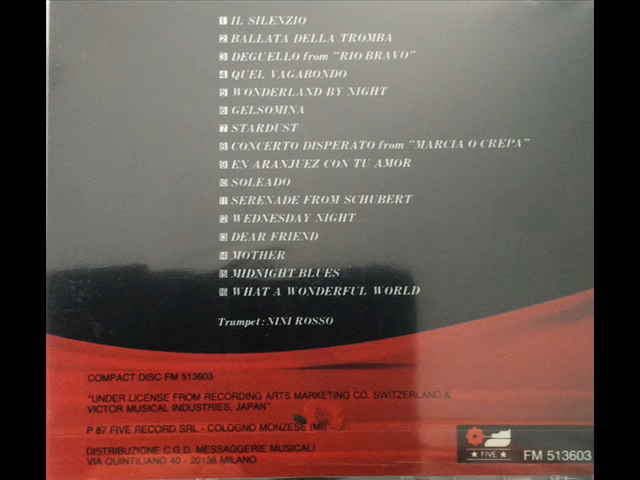 1 IL SILENZIO
2 BALLATA DELLA TROMBA
3 DEGUELLO from "RIO BRAVO"
4 QUEL VAGABONDO
5 WONDERLAND BY NIGHT
6 GELSOMINA
7 STARDUST
8 CONCERTO DISPERATO from "MARCIA O CREPA"
9 EN ARANJUEZ CON TU AMOR
10 SOLEADO
11 SERENADE FROM SCHUBERT
12 WEDNESDAY NIGHT
13 DEAR FRIEND
14 MOTHER
15 MIDNIGHT BLUES
16 WHAT A WONDERFUL WORLD
Trumpet: NINI ROSSO
COMPACT DISC FM 513603
"UNDER LICENSE FROM RECORDING ARTS MARKETING CO. SWITZERLAND &
VICTOR MUSICAL INDUSTRIES, JAPAN"
P 87 FIVE RECORD SRL - COLOGNO MONZESE (MI)
DISTRIBUZIONE C.G.D. MESSAGGERIE MUSICALI
VIA QUINTILIANO 40 - 20138 MILANO
★ FIVE ★
FM 513603